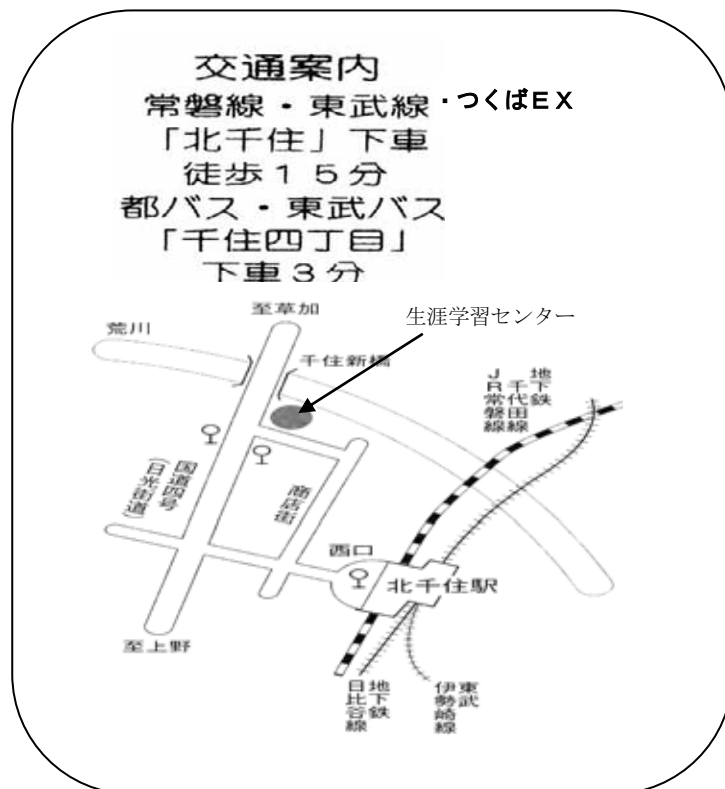 交通案内
常磐線・東武線・つくばEX
「北千住」下車
徒歩15分
都バス・東武バス
「千住四丁目」
下車3分
至草加
生涯学習センター
荒川
千住新橋
地下鉄
千代田線
JR常磐線
国道四号
(日光街道)
商店街
西口
北千住駅
至上野
地下鉄
日比谷線
東武
伊勢崎線